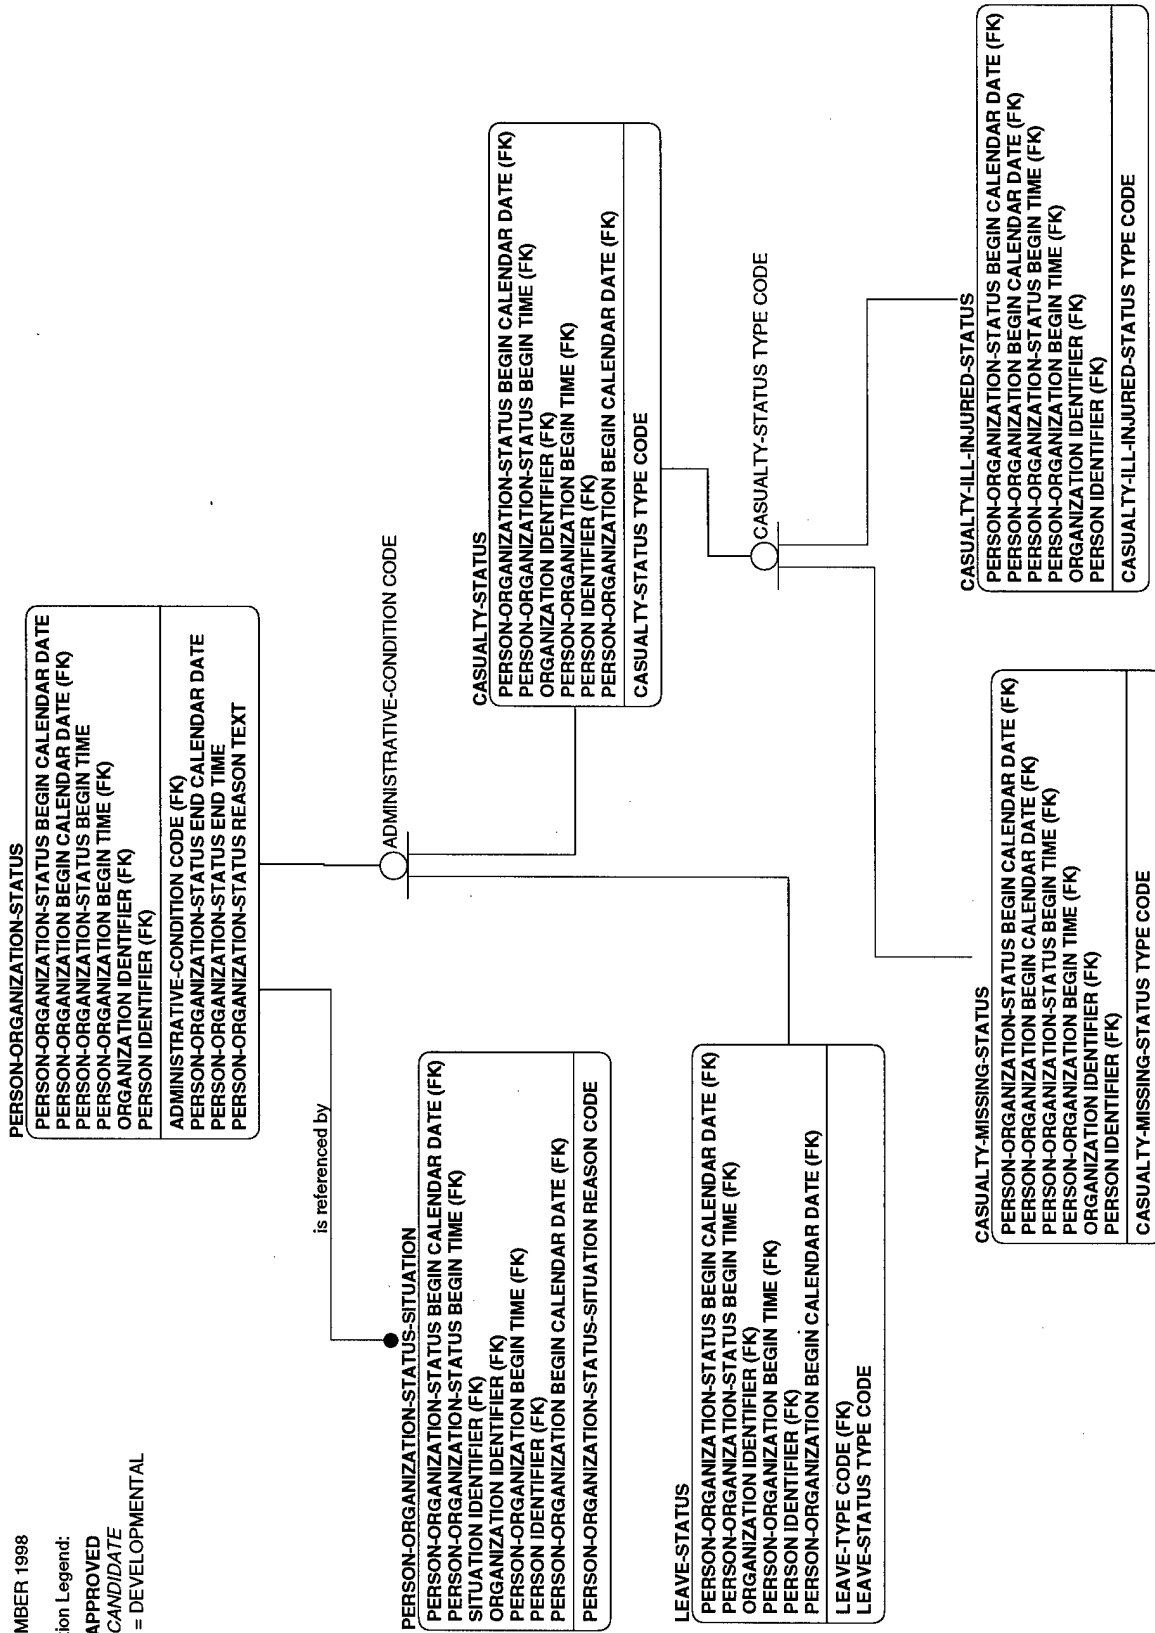 MBER 1998
tion Legend:
APPROVED
CANDIDATE
= DEVELOPMENTAL
PERSON-ORGANIZATION-STATUS
PERSON-ORGANIZATION-STATUS BEGIN CALENDAR DATE
PERSON-ORGANIZATION BEGIN CALENDAR DATE (FK)
PERSON-ORGANIZATION-STATUS BEGIN TIME
PERSON-ORGANIZATION BEGIN TIME (FK)
ORGANIZATION IDENTIFIER (FK)
PERSON IDENTIFIER (FK)
ADMINISTRATIVE-CONDITION CODE (FK)
PERSON-ORGANIZATION-STATUS END CALENDAR DATE
PERSON-ORGANIZATION-STATUS END TIME
PERSON-ORGANIZATION-STATUS REASON TEXT
is referenced by
ADMINISTRATIVE-CONDITION CODE
PERSON-ORGANIZATION-STATUS-SITUATION
PERSON-ORGANIZATION-STATUS BEGIN CALENDAR DATE (FK)
PERSON-ORGANIZATION-STATUS BEGIN TIME (FK)
SITUATION IDENTIFIER (FK)
ORGANIZATION IDENTIFIER (FK)
PERSON-ORGANIZATION BEGIN TIME (FK)
PERSON IDENTIFIER (FK)
PERSON-ORGANIZATION BEGIN CALENDAR DATE (FK)
PERSON-ORGANIZATION-STATUS-SITUATION REASON CODE
CASUALTY-STATUS
PERSON-ORGANIZATION-STATUS BEGIN CALENDAR DATE (FK)
PERSON-ORGANIZATION-STATUS BEGIN TIME (FK)
ORGANIZATION IDENTIFIER (FK)
PERSON-ORGANIZATION BEGIN TIME (FK)
PERSON IDENTIFIER (FK)
PERSON-ORGANIZATION BEGIN CALENDAR DATE (FK)
CASUALTY-STATUS TYPE CODE
LEAVE-STATUS
PERSON-ORGANIZATION-STATUS BEGIN CALENDAR DATE (FK)
PERSON-ORGANIZATION-STATUS BEGIN TIME (FK)
ORGANIZATION IDENTIFIER (FK)
PERSON-ORGANIZATION BEGIN TIME (FK)
PERSON IDENTIFIER (FK)
PERSON-ORGANIZATION BEGIN CALENDAR DATE (FK)
LEAVE-TYPE CODE (FK)
LEAVE-STATUS TYPE CODE
CASUALTY-STATUS TYPE CODE
CASUALTY-MISSING-STATUS
PERSON-ORGANIZATION-STATUS BEGIN CALENDAR DATE (FK)
PERSON-ORGANIZATION BEGIN CALENDAR DATE (FK)
PERSON-ORGANIZATION-STATUS BEGIN TIME (FK)
PERSON-ORGANIZATION BEGIN TIME (FK)
ORGANIZATION IDENTIFIER (FK)
PERSON IDENTIFIER (FK)
CASUALTY-MISSING-STATUS TYPE CODE
CASUALTY-ILL-INJURED-STATUS
PERSON-ORGANIZATION-STATUS BEGIN CALENDAR DATE (FK)
PERSON-ORGANIZATION BEGIN CALENDAR DATE (FK)
PERSON-ORGANIZATION-STATUS BEGIN TIME (FK)
PERSON-ORGANIZATION BEGIN TIME (FK)
ORGANIZATION IDENTIFIER (FK)
PERSON IDENTIFIER (FK)
CASUALTY-ILL-INJURED-STATUS TYPE CODE